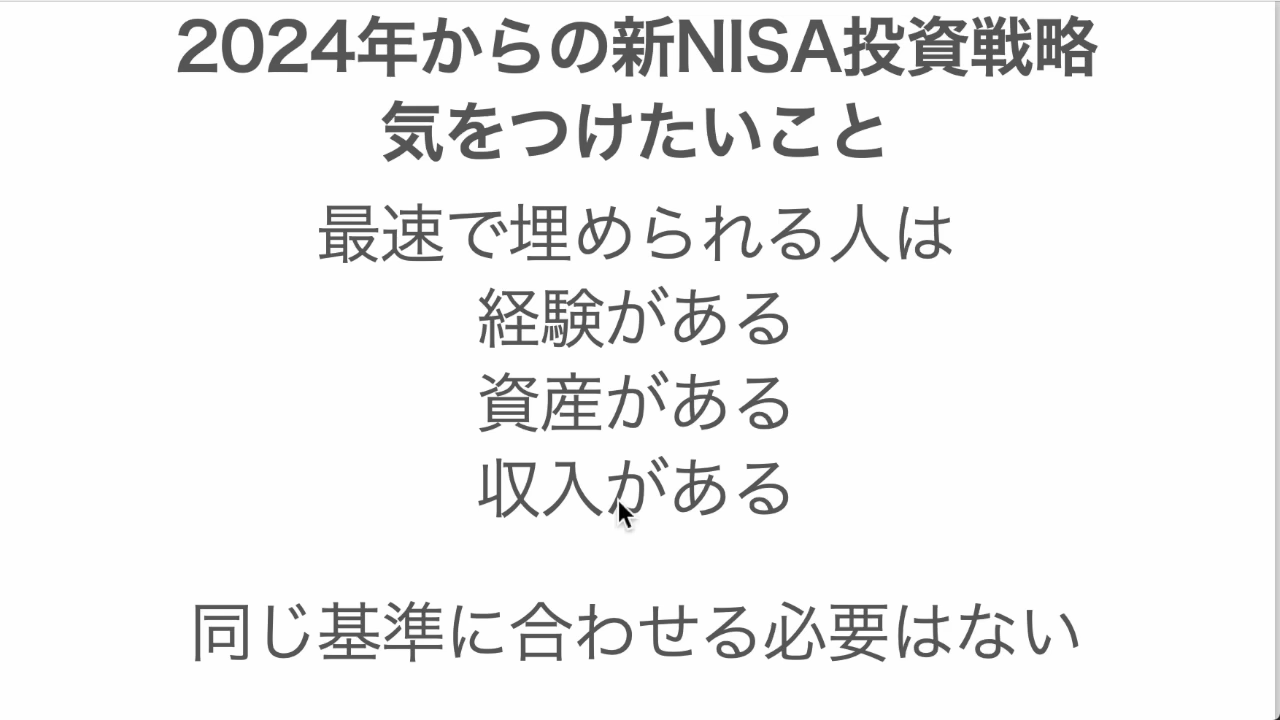 2024年からの新NISA投資戦略
気をつけたいこと
最速で埋められる人は
経験がある
資産がある
収入がある
同じ基準に合わせる必要はない